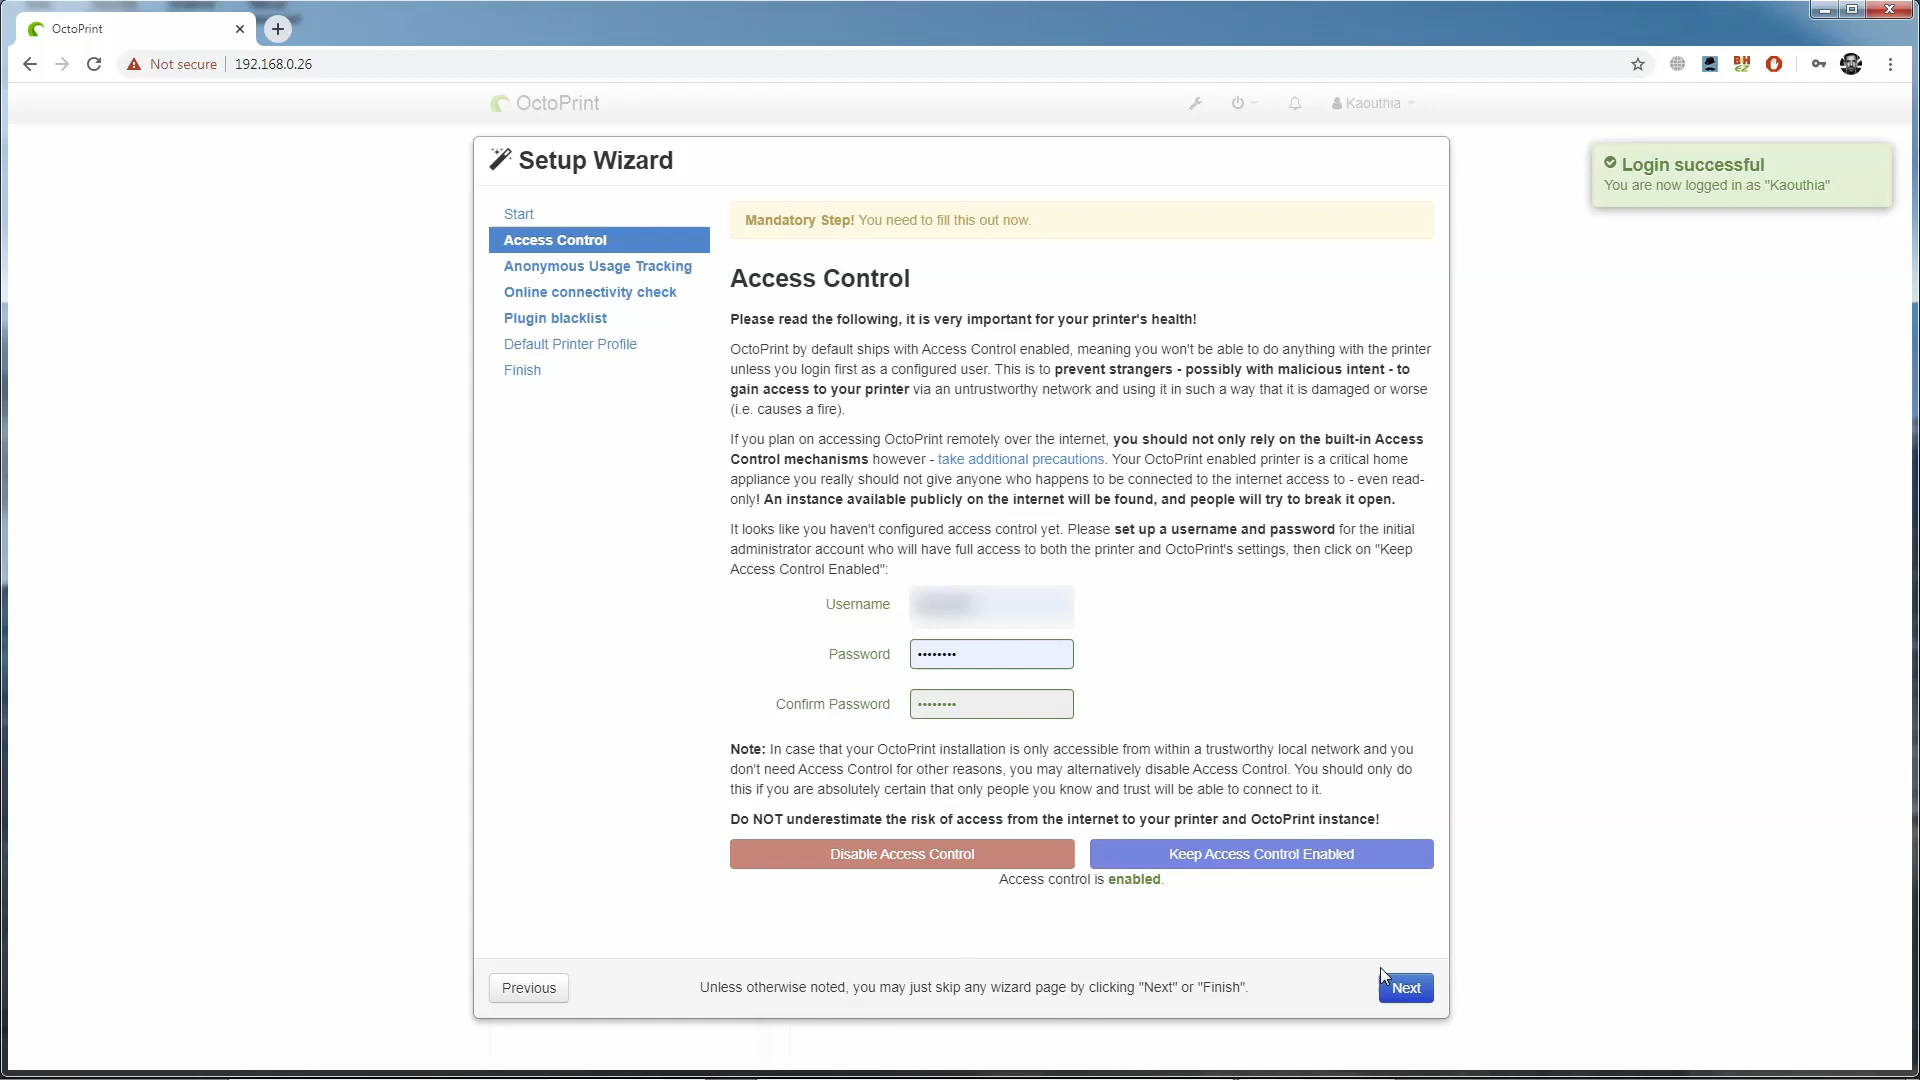 OctoPrint
Not secure
192.168.0.26
OctoPrint
Kaouthia
Setup Wizard
Login successful
You are now logged in as "Kaouthia"
Start
Access Control
Anonymous Usage Tracking
Online connectivity check
Plugin blacklist
Default Printer Profile
Finish
Mandatory Step! You need to fill this out now.
Access Control
Please read the following, it is very important for your printer's health!
OctoPrint by default ships with Access Control enabled, meaning you won't be able to do anything with the printer
unless you login first as a configured user. This is to prevent strangers - possibly with malicious intent - to
gain access to your printer via an untrustworthy network and using it in such a way that it is damaged or worse
(i.e. causes a fire).
If you plan on accessing OctoPrint remotely over the internet, you should not only rely on the built-in Access
Control mechanisms however - take additional precautions. Your OctoPrint enabled printer is a critical home
appliance you really should not give anyone who happens to be connected to the internet access to - even read-
only! An instance available publicly on the internet will be found, and people will try to break it open.
It looks like you haven't configured access control yet. Please set up a username and password for the initial
administrator account who will have full access to both the printer and OctoPrint's settings, then click on "Keep
Access Control Enabled":
Username
Password ••••••••
Confirm Password ••••••••
Note: In case that your OctoPrint installation is only accessible from within a trustworthy local network and you
don't need Access Control for other reasons, you may alternatively disable Access Control. You should only do
this if you are absolutely certain that only people you know and trust will be able to connect to it.
Do NOT underestimate the risk of access from the internet to your printer and OctoPrint instance!
Disable Access Control
Keep Access Control Enabled
Access control is enabled.
Previous
Unless otherwise noted, you may just skip any wizard page by clicking "Next" or "Finish".
Next